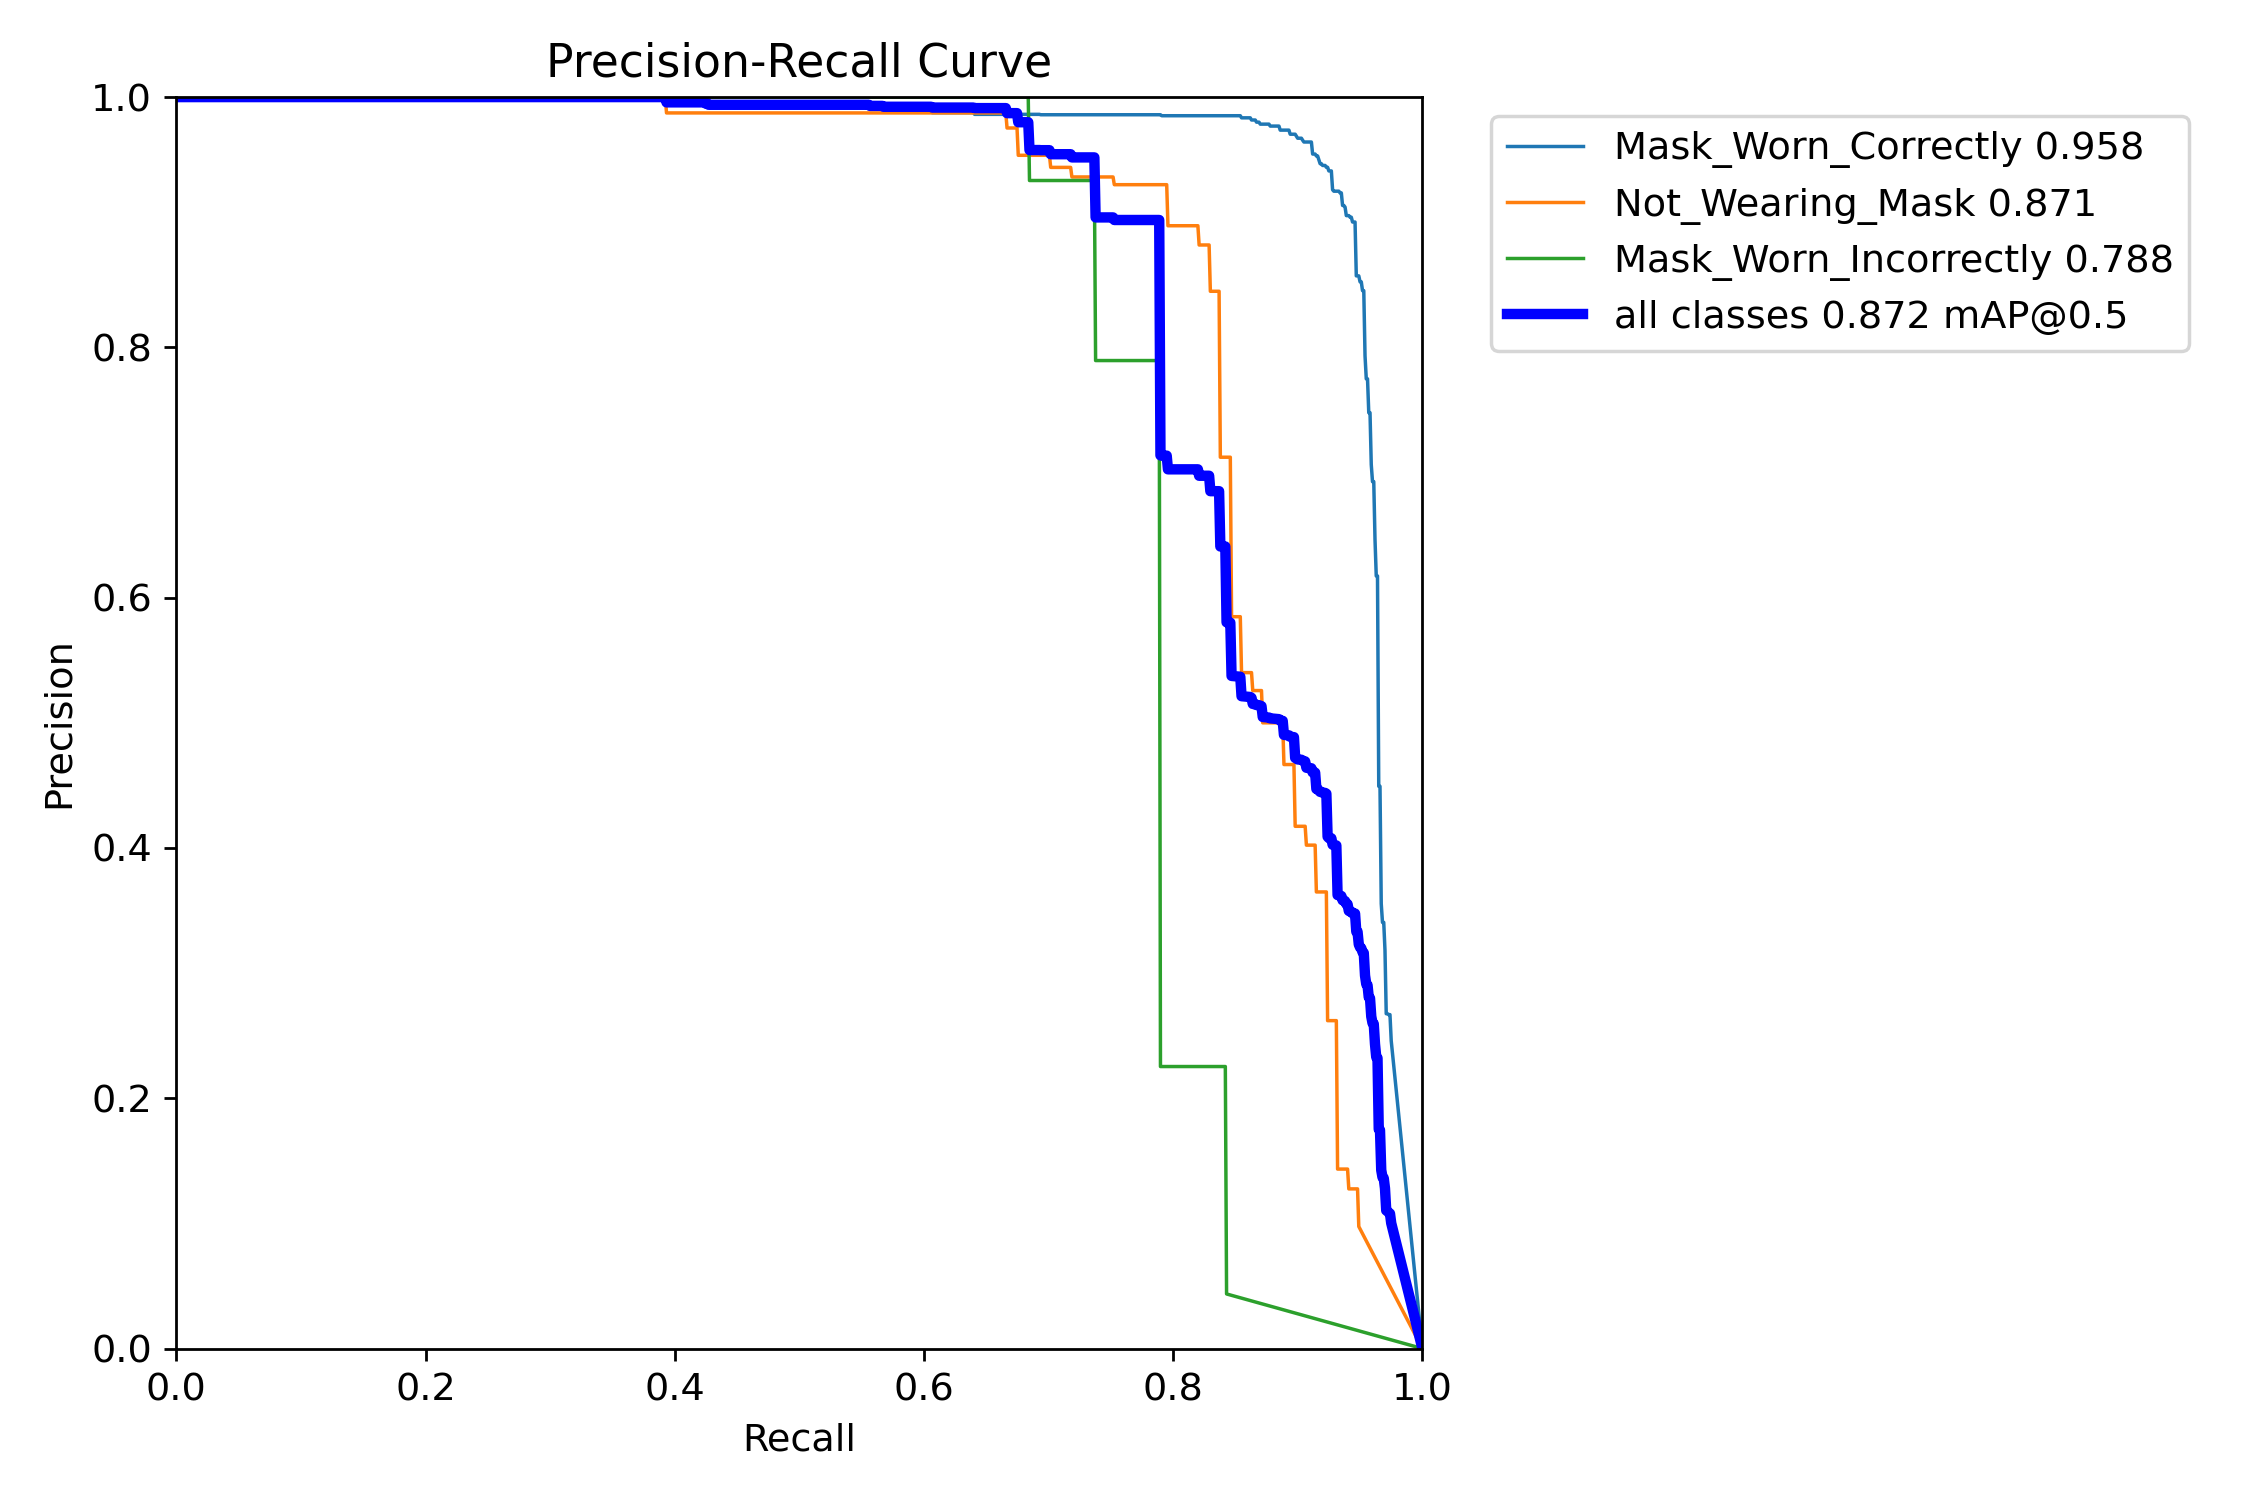 Precision-Recall Curve
1.0
0.8
0.6
0.4
0.2
0.0
Precision
0.0 0.2 0.4 0.6 0.8 1.0
Recall
Mask_Worn_Correctly 0.958
Not_Wearing_Mask 0.871
Mask_Worn_Incorrectly 0.788
all classes 0.872 mAP@0.5